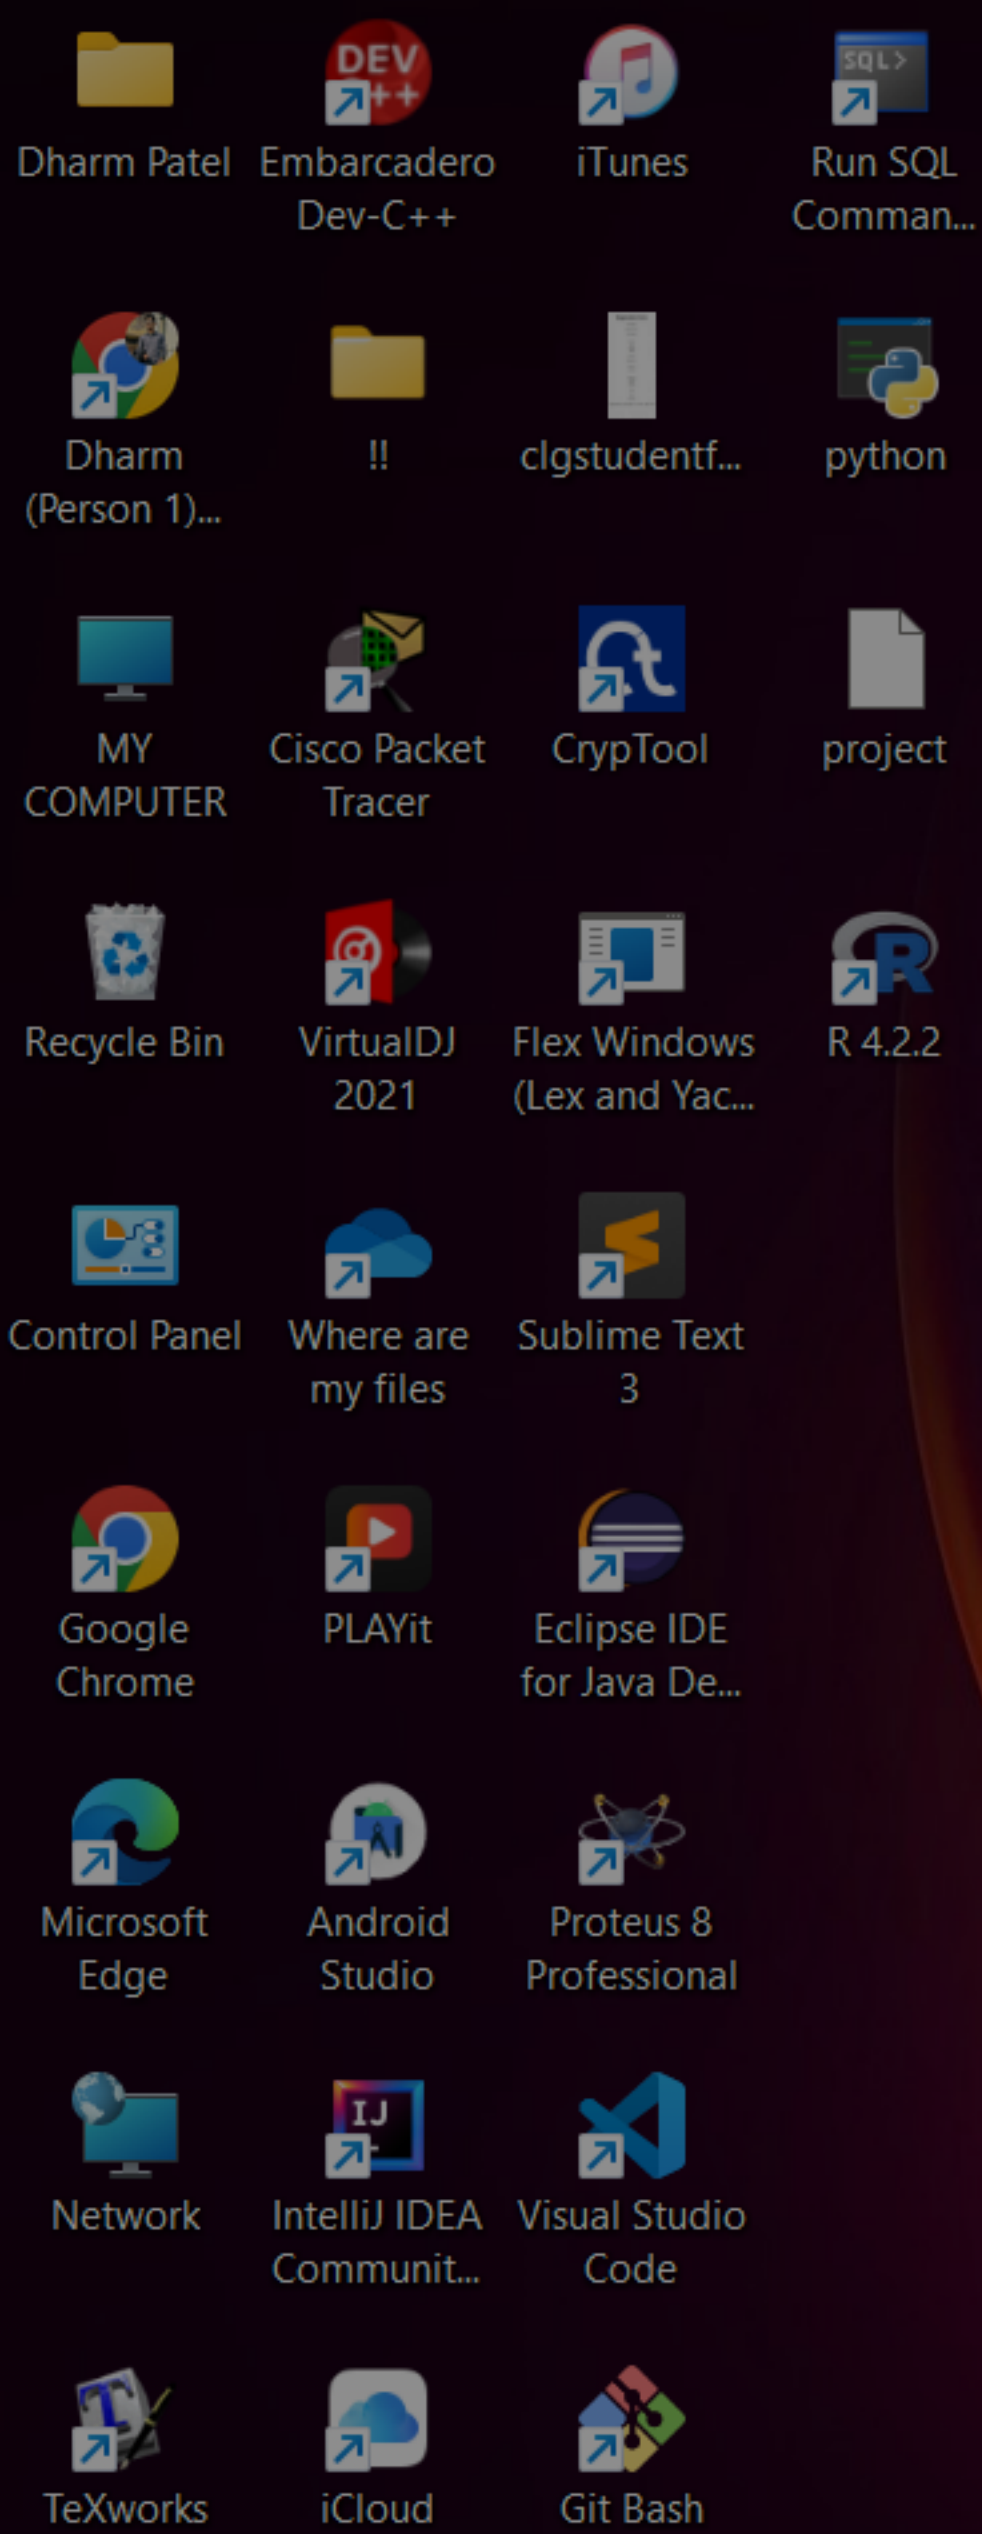 Dharm Patel
Embarcadero
Dev-C++
iTunes
Run SQL
Comman...
Dharm
(Person 1)...
!!
clgstudentf...
python
MY
COMPUTER
Cisco Packet
Tracer
CrypTool
project
Recycle Bin
VirtualDJ
2021
Flex Windows
(Lex and Yac...
R 4.2.2
Control Panel
Where are
my files
Sublime Text
3
Google
Chrome
PLAYit
Eclipse IDE
for Java De...
Microsoft
Edge
Android
Studio
Proteus 8
Professional
Network
IntelliJ IDEA
Communit...
Visual Studio
Code
TeXworks
iCloud
Git Bash